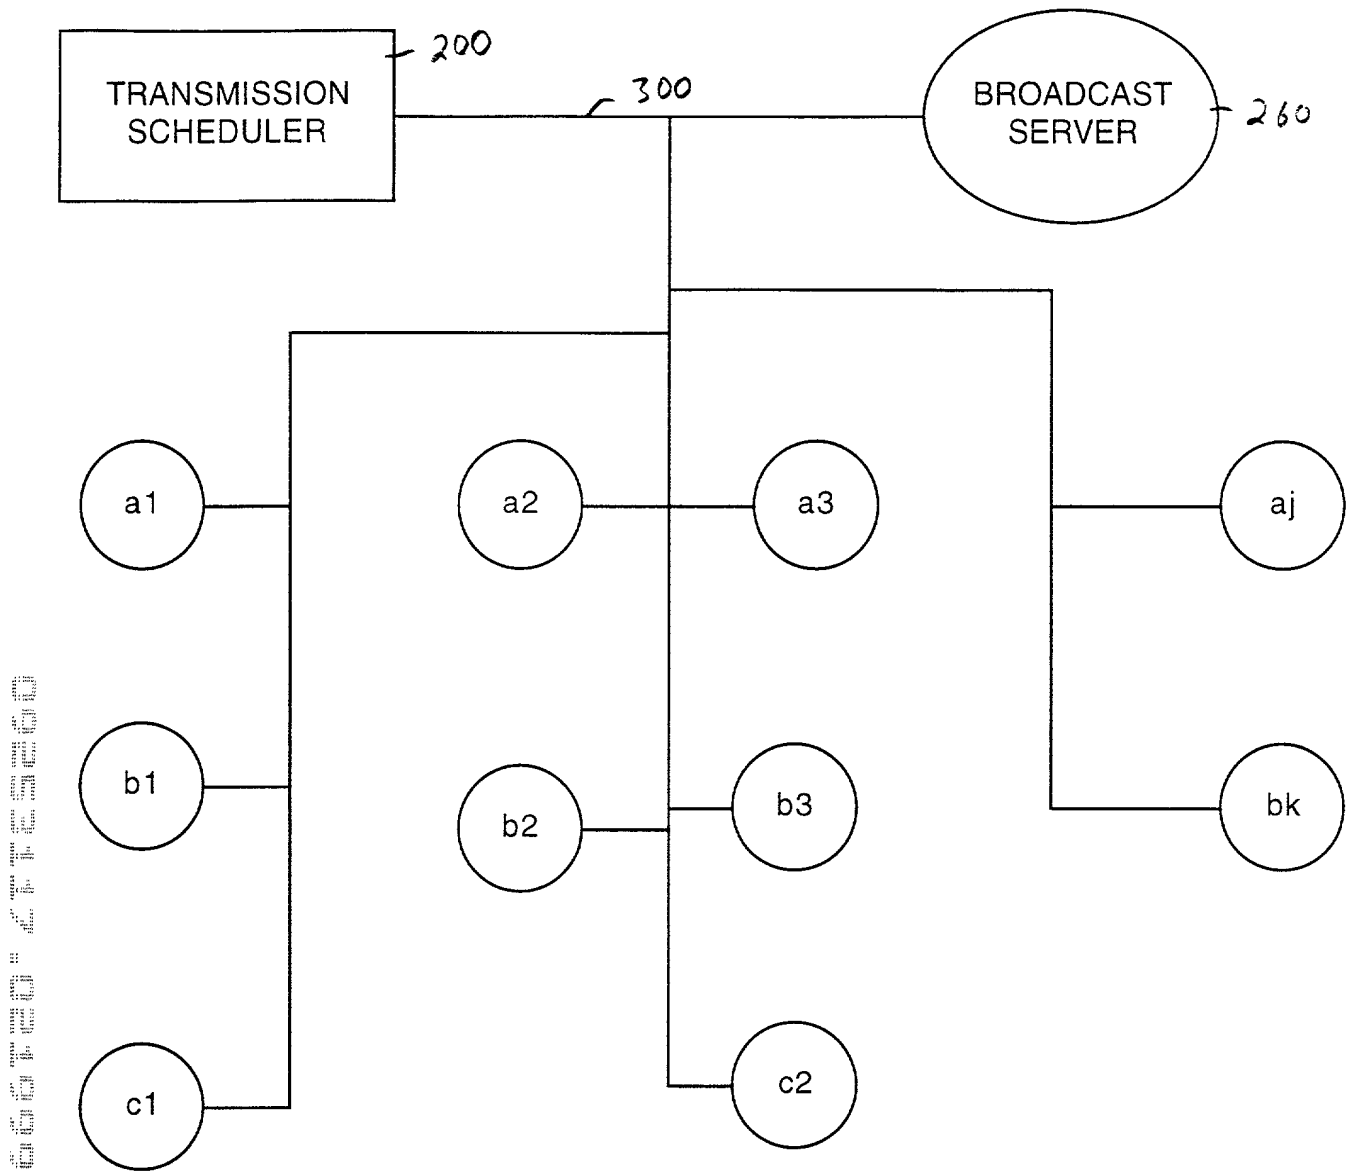 TRANSMISSION
SCHEDULER
200
300
BROADCAST
SERVER
260
a1
a2
a3
aj
b1
b2
b3
bk
c1
c2